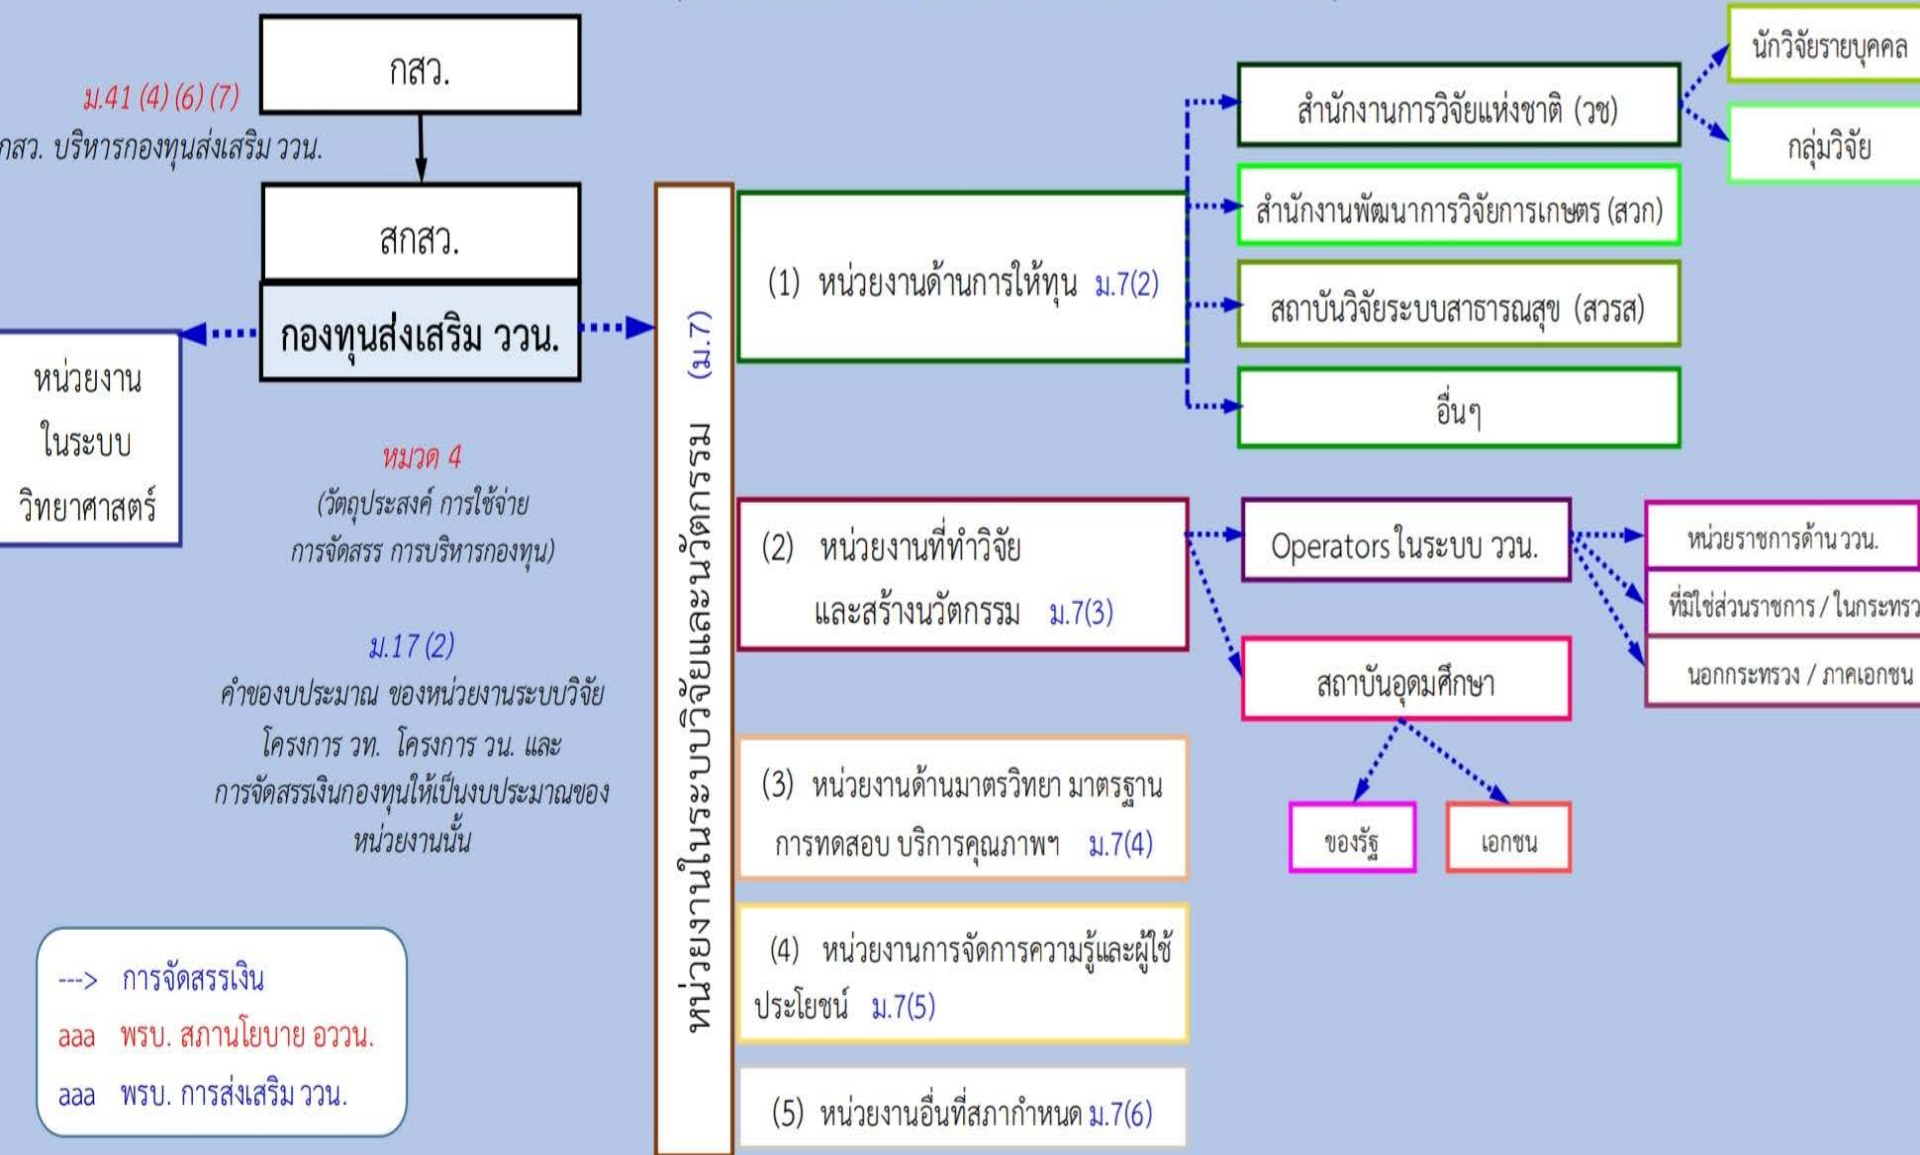 กสว.
ม.41 (4) (6) (7)
กสว. บริหารกองทุนส่งเสริม ววน.
สกสว.
กองทุนส่งเสริม ววน.
หน่วยงาน
ในระบบ
วิทยาศาสตร์
หมวด 4
(วัตถุประสงค์ การใช้จ่าย
การจัดสรร การบริหารกองทุน)
ม.17 (2)
คำของบประมาณ ของหน่วยงานระบบวิจัย
โครงการ วท. โครงการ วน. และ
การจัดสรรเงินกองทุนให้เป็นงบประมาณของ
หน่วยงานนั้น
---> การจัดสรรเงิน
aaa พรบ. สภานโยบาย อววน.
aaa พรบ. การส่งเสริม ววน.
หน่วยงานในระบบวิจัยและนวัตกรรม (ม.7)
(1) หน่วยงานด้านการให้ทุน ม.7(2)
สำนักงานการวิจัยแห่งชาติ (วช)
นักวิจัยรายบุคคล
กลุ่มวิจัย
สำนักงานพัฒนาการวิจัยการเกษตร (สวก)
สถาบันวิจัยระบบสาธารณสุข (สวรส)
อื่นๆ
(2) หน่วยงานที่ทำวิจัย
และสร้างนวัตกรรม ม.7(3)
Operators ในระบบ ววน.
หน่วยราชการด้าน ววน.
ที่มิใช่ส่วนราชการ / ในกระทรว
นอกกระทรวง / ภาคเอกชน
สถาบันอุดมศึกษา
ของรัฐ
เอกชน
(3) หน่วยงานด้านมาตรวิทยา มาตรฐาน
การทดสอบ บริการคุณภาพฯ ม.7(4)
(4) หน่วยงานการจัดการความรู้และผู้ใช้
ประโยชน์ ม.7(5)
(5) หน่วยงานอื่นที่สภากำหนด ม.7(6)